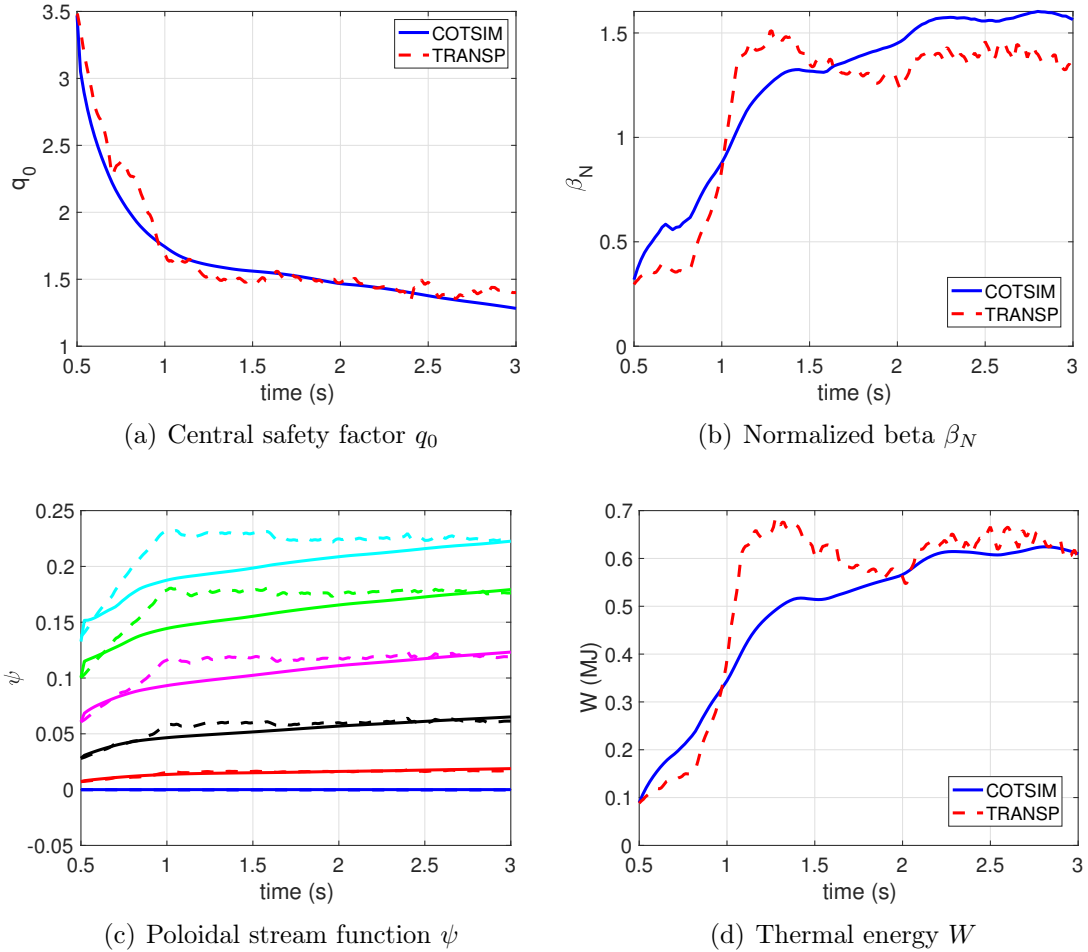 3.5
3
2.5
2
1.5
1
q0
COTSIM
TRANSP
0.5 1 1.5 2 2.5 3
time (s)
(a) Central safety factor q0
1.5
1
0.5
0
βN
COTSIM
TRANSP
0.5 1 1.5 2 2.5 3
time (s)
(b) Normalized beta βN
0.25
0.2
0.15
0.1
0.05
0
-0.05
ψ
0.5 1 1.5 2 2.5 3
time (s)
(c) Poloidal stream function ψ
0.7
0.6
0.5
0.4
0.3
0.2
0.1
0
W (MJ)
COTSIM
TRANSP
0.5 1 1.5 2 2.5 3
time (s)
(d) Thermal energy W